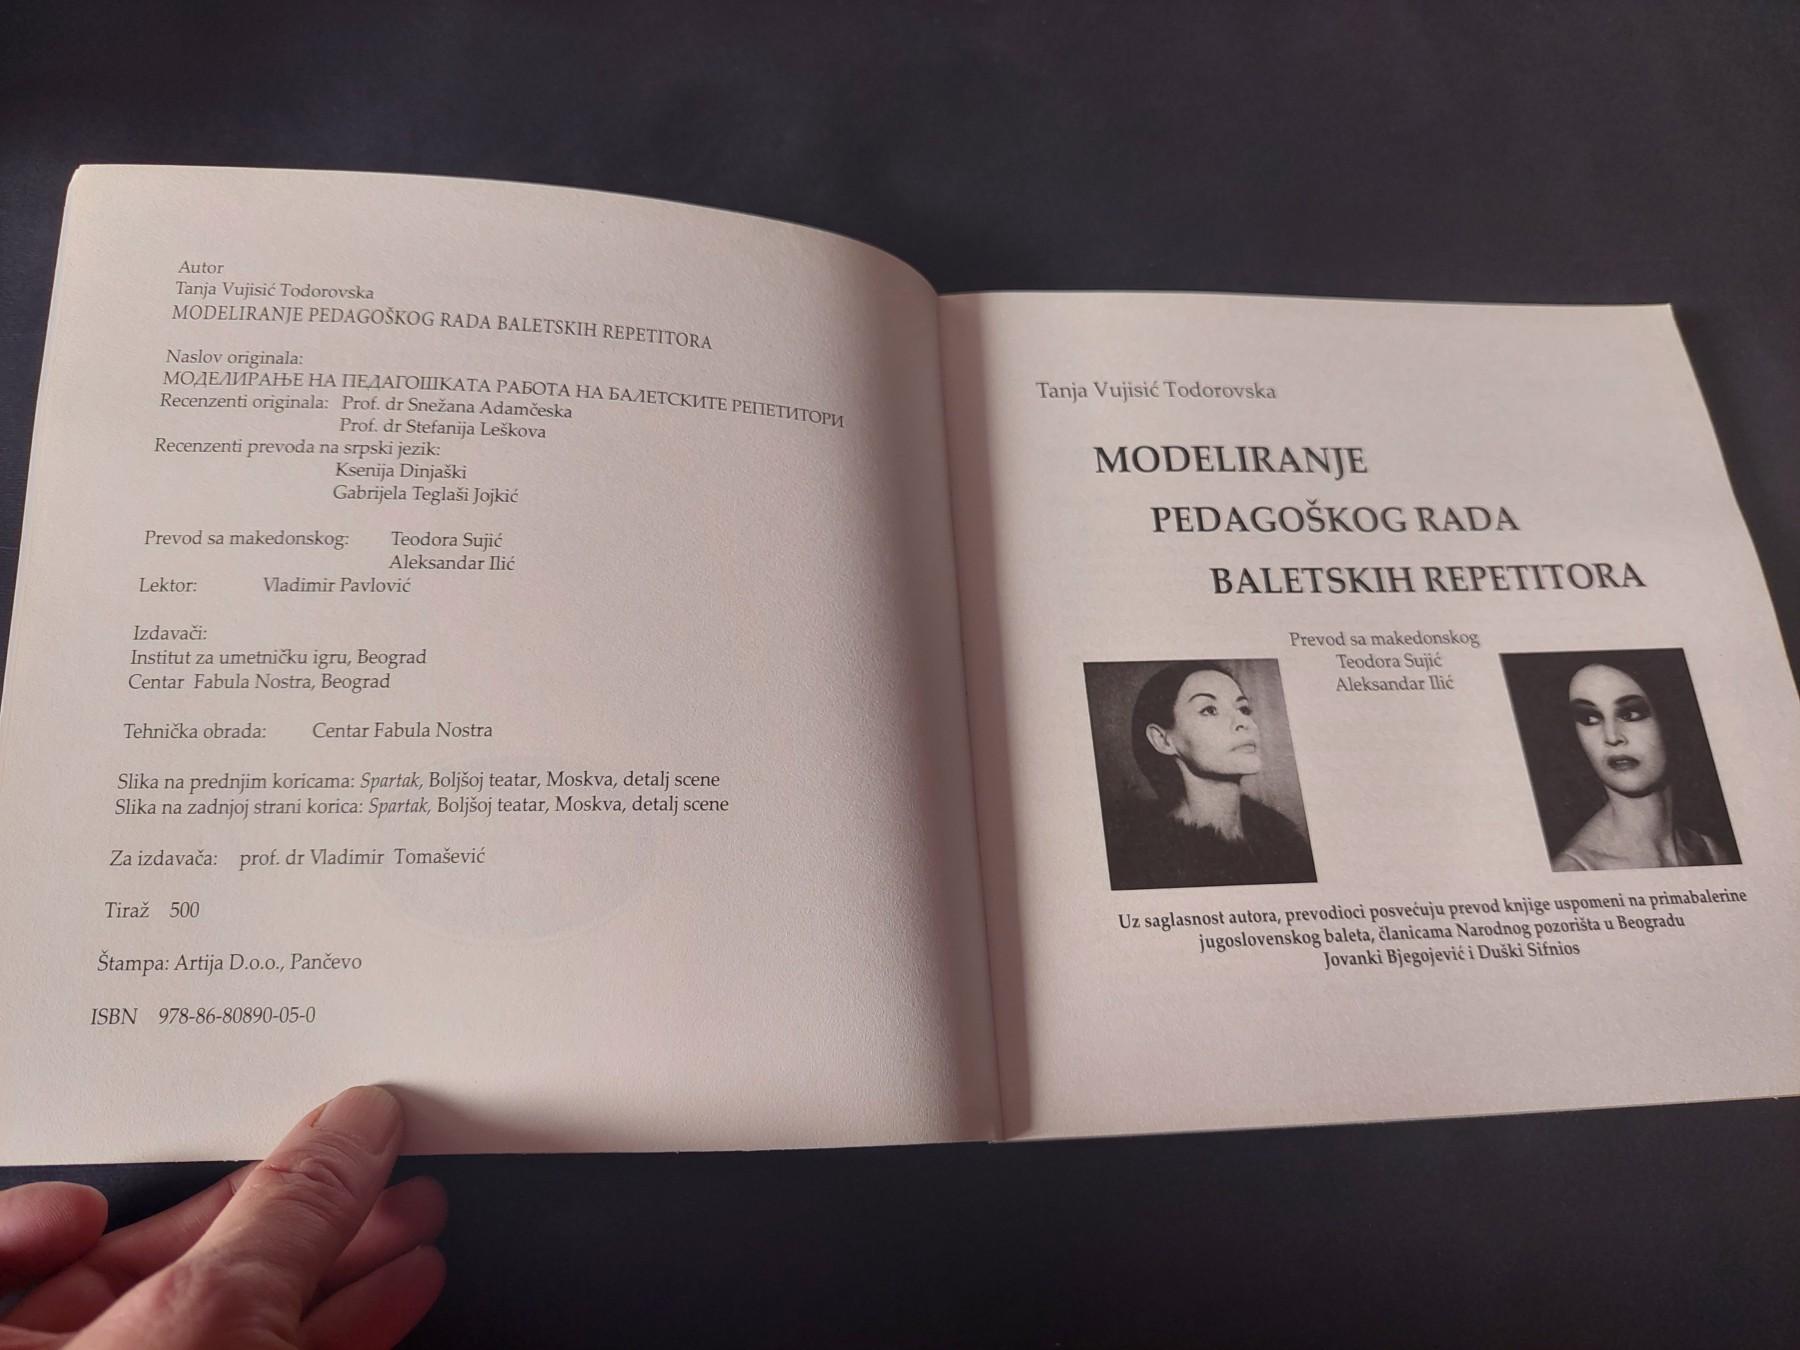 Autor
Tanja Vujisić Todorovska
MODELIRANJE PEDAGOŠKOG RADA BALETSKIH REPETITORA
Naslov originala:
МОДЕЛИРАЊЕ НА ПЕДАГОШКАТА РАБОТА НА БАЛЕТСКИТЕ РЕПЕТИТОРИ
Recenzenti originala: Prof. dr Snežana Adamčeska
Prof. dr Stefanija Leškova
Recenzenti prevoda na srpski jezik:
Ksenija Dinjaški
Gabrijela Teglaši Jojkić
Prevod sa makedonskog: Teodora Sujić
Aleksandar Ilić
Lektor: Vladimir Pavlović
Izdavači:
Institut za umetničku igru, Beograd
Centar Fabula Nostra, Beograd
Tehnička obrada: Centar Fabula Nostra
Slika na prednjim koricama: Spartak, Boljšoj teatar, Moskva, detalj scene
Slika na zadnjoj strani korica: Spartak, Boljšoj teatar, Moskva, detalj scene
Za izdavača: prof. dr Vladimir Tomašević
Tiraž 500
Štampa: Artija D.o.o., Pančevo
ISBN 978-86-80890-05-0
Tanja Vujisić Todorovska
MODELIRANJE
PEDAGOŠKOG RADA
BALETSKIH REPETITORA
Prevod sa makedonskog
Teodora Sujić
Aleksandar Ilić
Uz saglasnost autora, prevodioci posvećuju prevod knjige uspomeni na primabalerine
jugoslovenskog baleta, članicama Narodnog pozorišta u Beogradu
Jovanki Bjegojević i Duški Sifnios